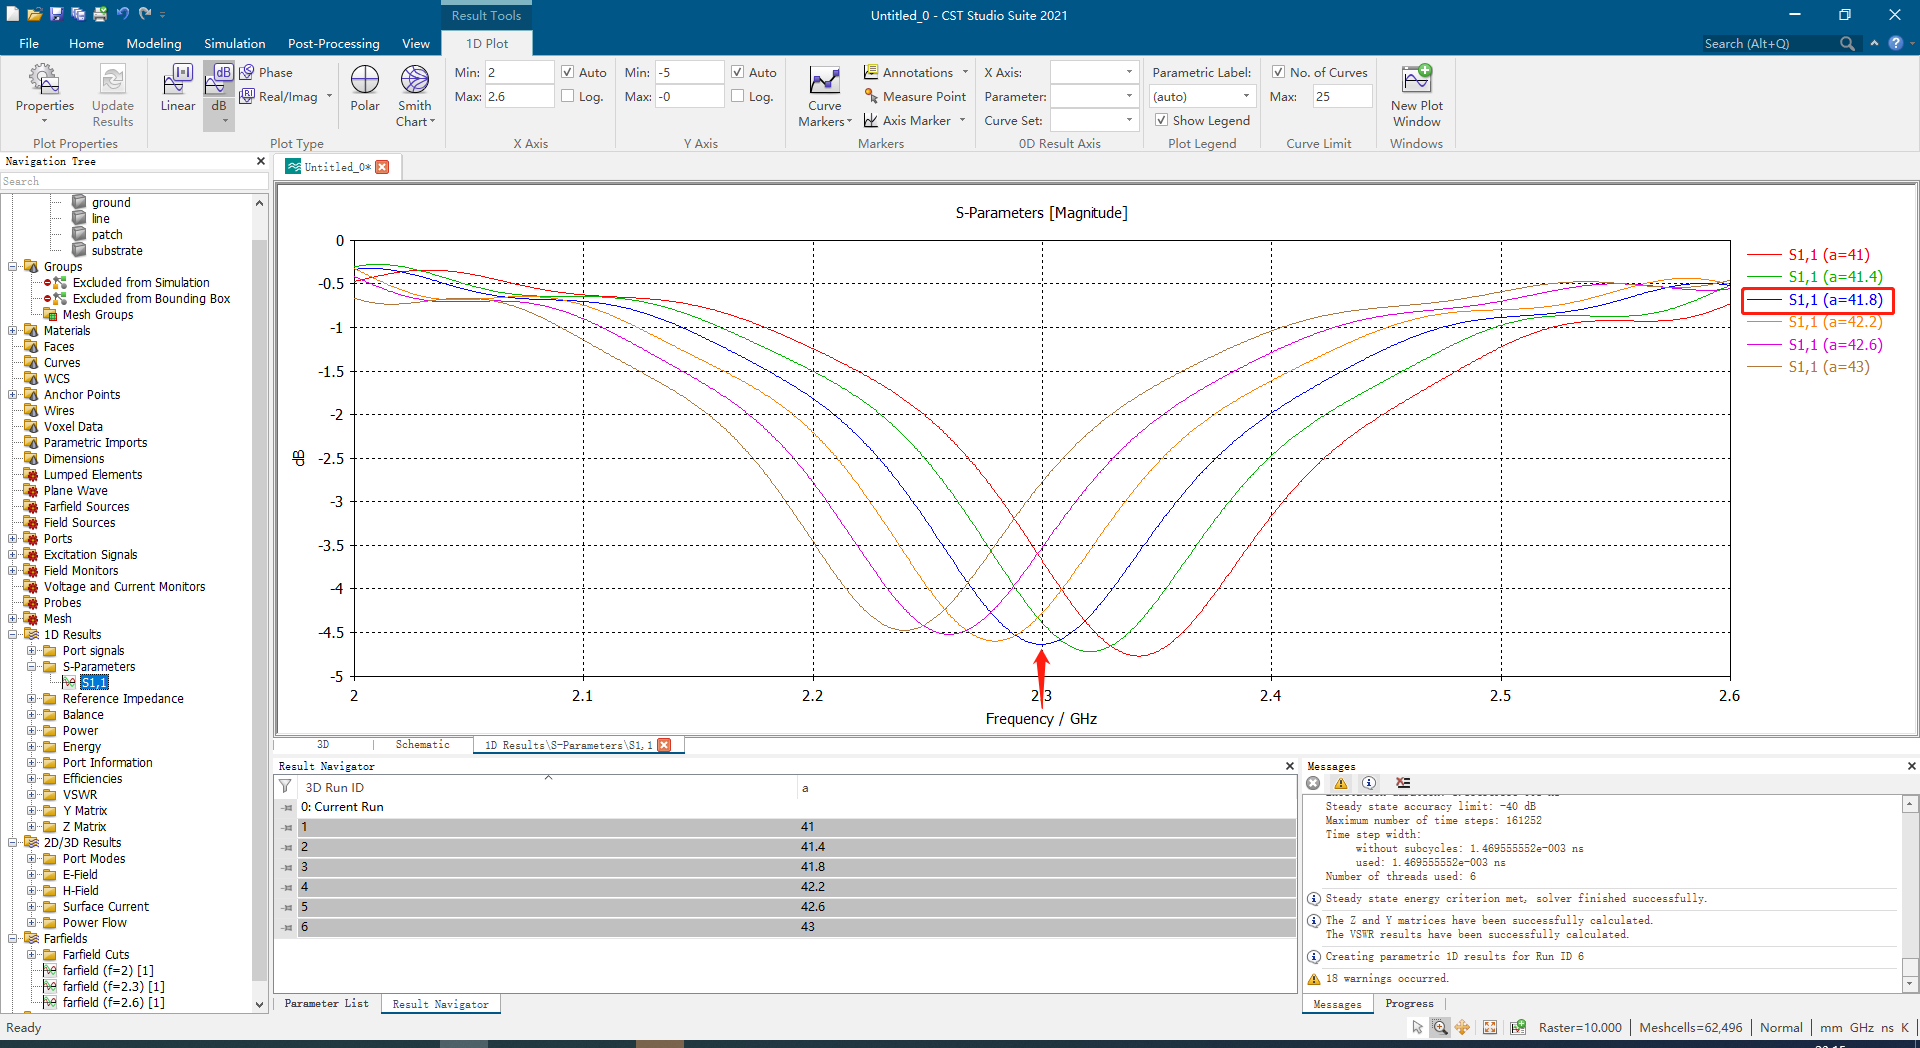 Result Tools
Untitled_0 - CST Studio Suite 2021
File Home Modeling Simulation Post-Processing View 1D Plot
Search (Alt+Q)
Properties
Update Results
Plot Properties
Linear
dB
Phase
Real/Imag
Polar
Smith Chart
Plot Type
Min: 2 Auto
Max: 2.6 Log.
X Axis
Min: -5 Auto
Max: -0 Log.
Y Axis
Curve Markers
Annotations
Measure Point
Axis Marker
Markers
X Axis:
Parameter:
Curve Set:
0D Result Axis
Parametric Label:
(auto)
Show Legend
Plot Legend
No. of Curves
Max: 25
Curve Limit
New Plot Window
Windows
Navigation Tree
Search
ground
line
patch
substrate
Groups
Excluded from Simulation
Excluded from Bounding Box
Mesh Groups
Materials
Faces
Curves
WCS
Anchor Points
Wires
Voxel Data
Parametric Imports
Dimensions
Lumped Elements
Plane Wave
Farfield Sources
Field Sources
Ports
Excitation Signals
Field Monitors
Voltage and Current Monitors
Probes
Mesh
1D Results
Port signals
S-Parameters
S1,1
Reference Impedance
Balance
Power
Energy
Port Information
Efficiencies
VSWR
Y Matrix
Z Matrix
2D/3D Results
Port Modes
E-Field
H-Field
Surface Current
Power Flow
Farfields
Farfield Cuts
farfield (f=2) [1]
farfield (f=2.3) [1]
farfield (f=2.6) [1]
Untitled_0*
S-Parameters [Magnitude]
0
-0.5
-1
-1.5
-2
-2.5
-3
-3.5
-4
-4.5
-5
dB
2 2.1 2.2 2.3 2.4 2.5 2.6
Frequency / GHz
S1,1 (a=41)
S1,1 (a=41.4)
S1,1 (a=41.8)
S1,1 (a=42.2)
S1,1 (a=42.6)
S1,1 (a=43)
3D Schematic 1D Results\S-Parameters\S1,1
Result Navigator
3D Run ID a
0: Current Run
1 41
2 41.4
3 41.8
4 42.2
5 42.6
6 43
Parameter List Result Navigator
Messages
Steady state accuracy limit: -40 dB
Maximum number of time steps: 161252
Time step width:
without subcycles: 1.469555552e-003 ns
used: 1.469555552e-003 ns
Number of threads used: 6
Steady state energy criterion met, solver finished successfully.
The Z and Y matrices have been successfully calculated.
The VSWR results have been successfully calculated.
Creating parametric 1D results for Run ID 6
18 warnings occurred.
Messages Progress
Ready
Raster=10.000 Meshcells=62,496 Normal mm GHz ns K